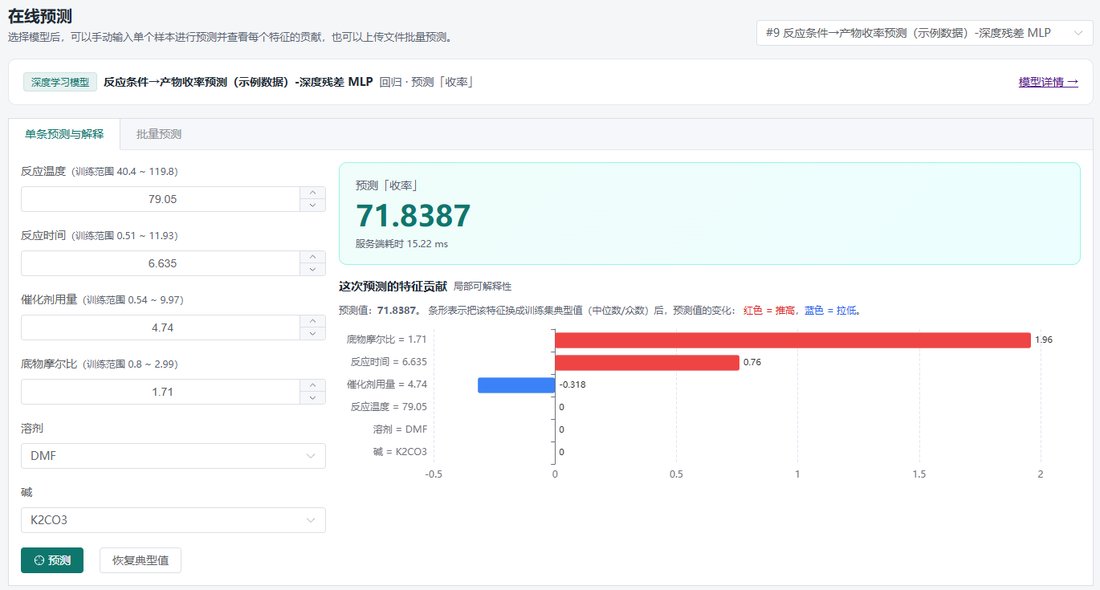 在线预测
选择模型后，可以手动输入单个样本进行预测并查看每个特征的贡献，也可以上传文件批量预测。
#9 反应条件→产物收率预测（示例数据）-深度残差 MLP
深度学习模型 反应条件→产物收率预测（示例数据）-深度残差 MLP 回归 · 预测「收率」
模型详情 →
单条预测与解释 批量预测
反应温度（训练范围 40.4 ~ 119.8）
79.05
反应时间（训练范围 0.51 ~ 11.93）
6.635
催化剂用量（训练范围 0.54 ~ 9.97）
4.74
底物摩尔比（训练范围 0.8 ~ 2.99）
1.71
溶剂
DMF
碱
K2CO3
预测 恢复典型值
预测「收率」
71.8387
服务端耗时 15.22 ms
这次预测的特征贡献 局部可解释性
预测值：71.8387。 条形表示把该特征换成训练集典型值（中位数/众数）后，预测值的变化： 红色 = 推高，蓝色 = 拉低。
底物摩尔比 = 1.71 1.96
反应时间 = 6.635 0.76
催化剂用量 = 4.74 -0.318
反应温度 = 79.05 0
溶剂 = DMF 0
碱 = K2CO3 0
-0.5 0 0.5 1 1.5 2